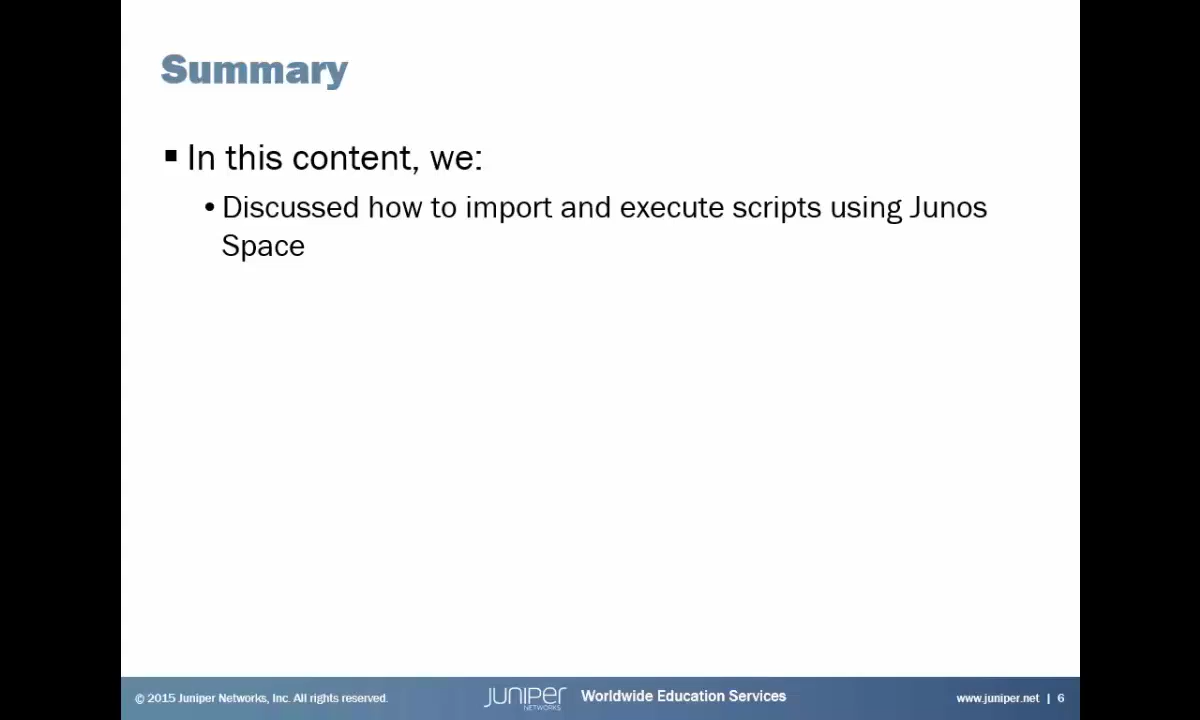 Summary
▪ In this content, we:
• Discussed how to import and execute scripts using Junos
Space
© 2015 Juniper Networks, Inc. All rights reserved.
JUNIPER
NETWORKS
Worldwide Education Services
www.juniper.net | 6